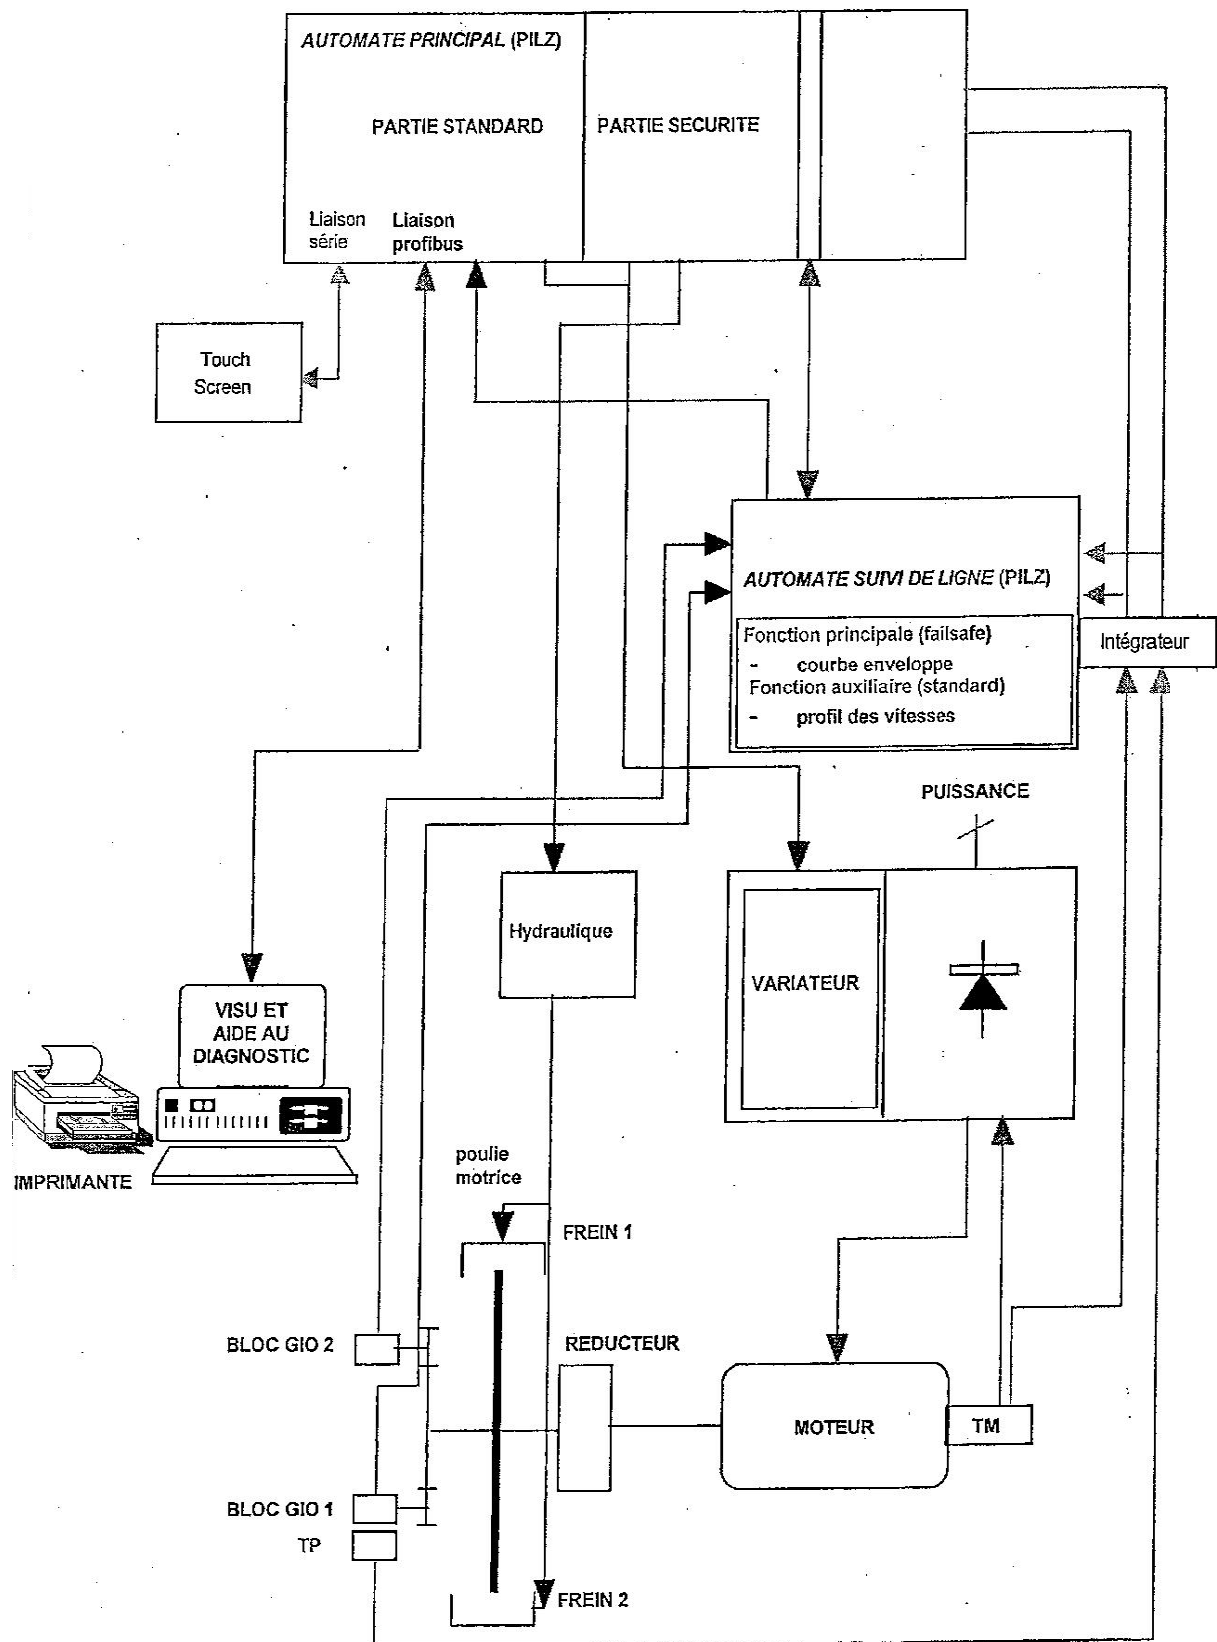 AUTOMATE PRINCIPAL (PILZ)
PARTIE STANDARD
PARTIE SECURITE
Liaison
série
Liaison
profibus
Touch
Screen
AUTOMATE SUIVI DE LIGNE (PILZ)
Fonction principale (failsafe)
- courbe enveloppe
Fonction auxiliaire (standard)
- profil des vitesses
Intégrateur
PUISSANCE
Hydraulique
VARIATEUR
VISU ET
AIDE AU
DIAGNOSTIC
IMPRIMANTE
poulie
motrice
FREIN 1
BLOC GIO 2
REDUCTEUR
MOTEUR
TM
BLOC GIO 1
TP
FREIN 2